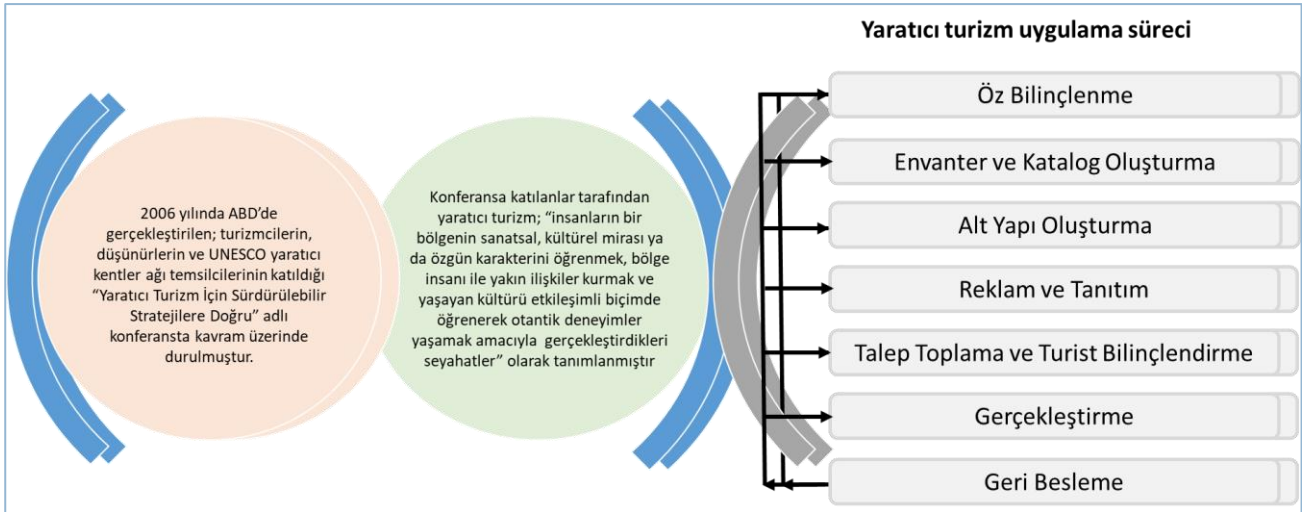 Yaratıcı turizm uygulama süreci
2006 yılında ABD’de
gerçekleştirilen; turizmcilerin,
düşünürlerin ve UNESCO yaratıcı
kentler ağı temsilcilerinin katıldığı
“Yaratıcı Turizm İçin Sürdürülebilir
Stratejilere Doğru” adlı
konferansta kavram üzerinde
durulmuştur.
Konferansa katılanlar tarafından
yaratıcı turizm; “insanların bir
bölgenin sanatsal, kültürel mirası ya
da özgün karakterini öğrenmek, bölge
insanı ile yakın ilişkiler kurmak ve
yaşayan kültürü etkileşimli biçimde
öğrenerek otantik deneyimler
yaşamak amacıyla gerçekleştirdikleri
seyahatler” olarak tanımlanmıştır
Öz Bilinçlenme
Envanter ve Katalog Oluşturma
Alt Yapı Oluşturma
Reklam ve Tanıtım
Talep Toplama ve Turist Bilinçlendirme
Gerçekleştirme
Geri Besleme